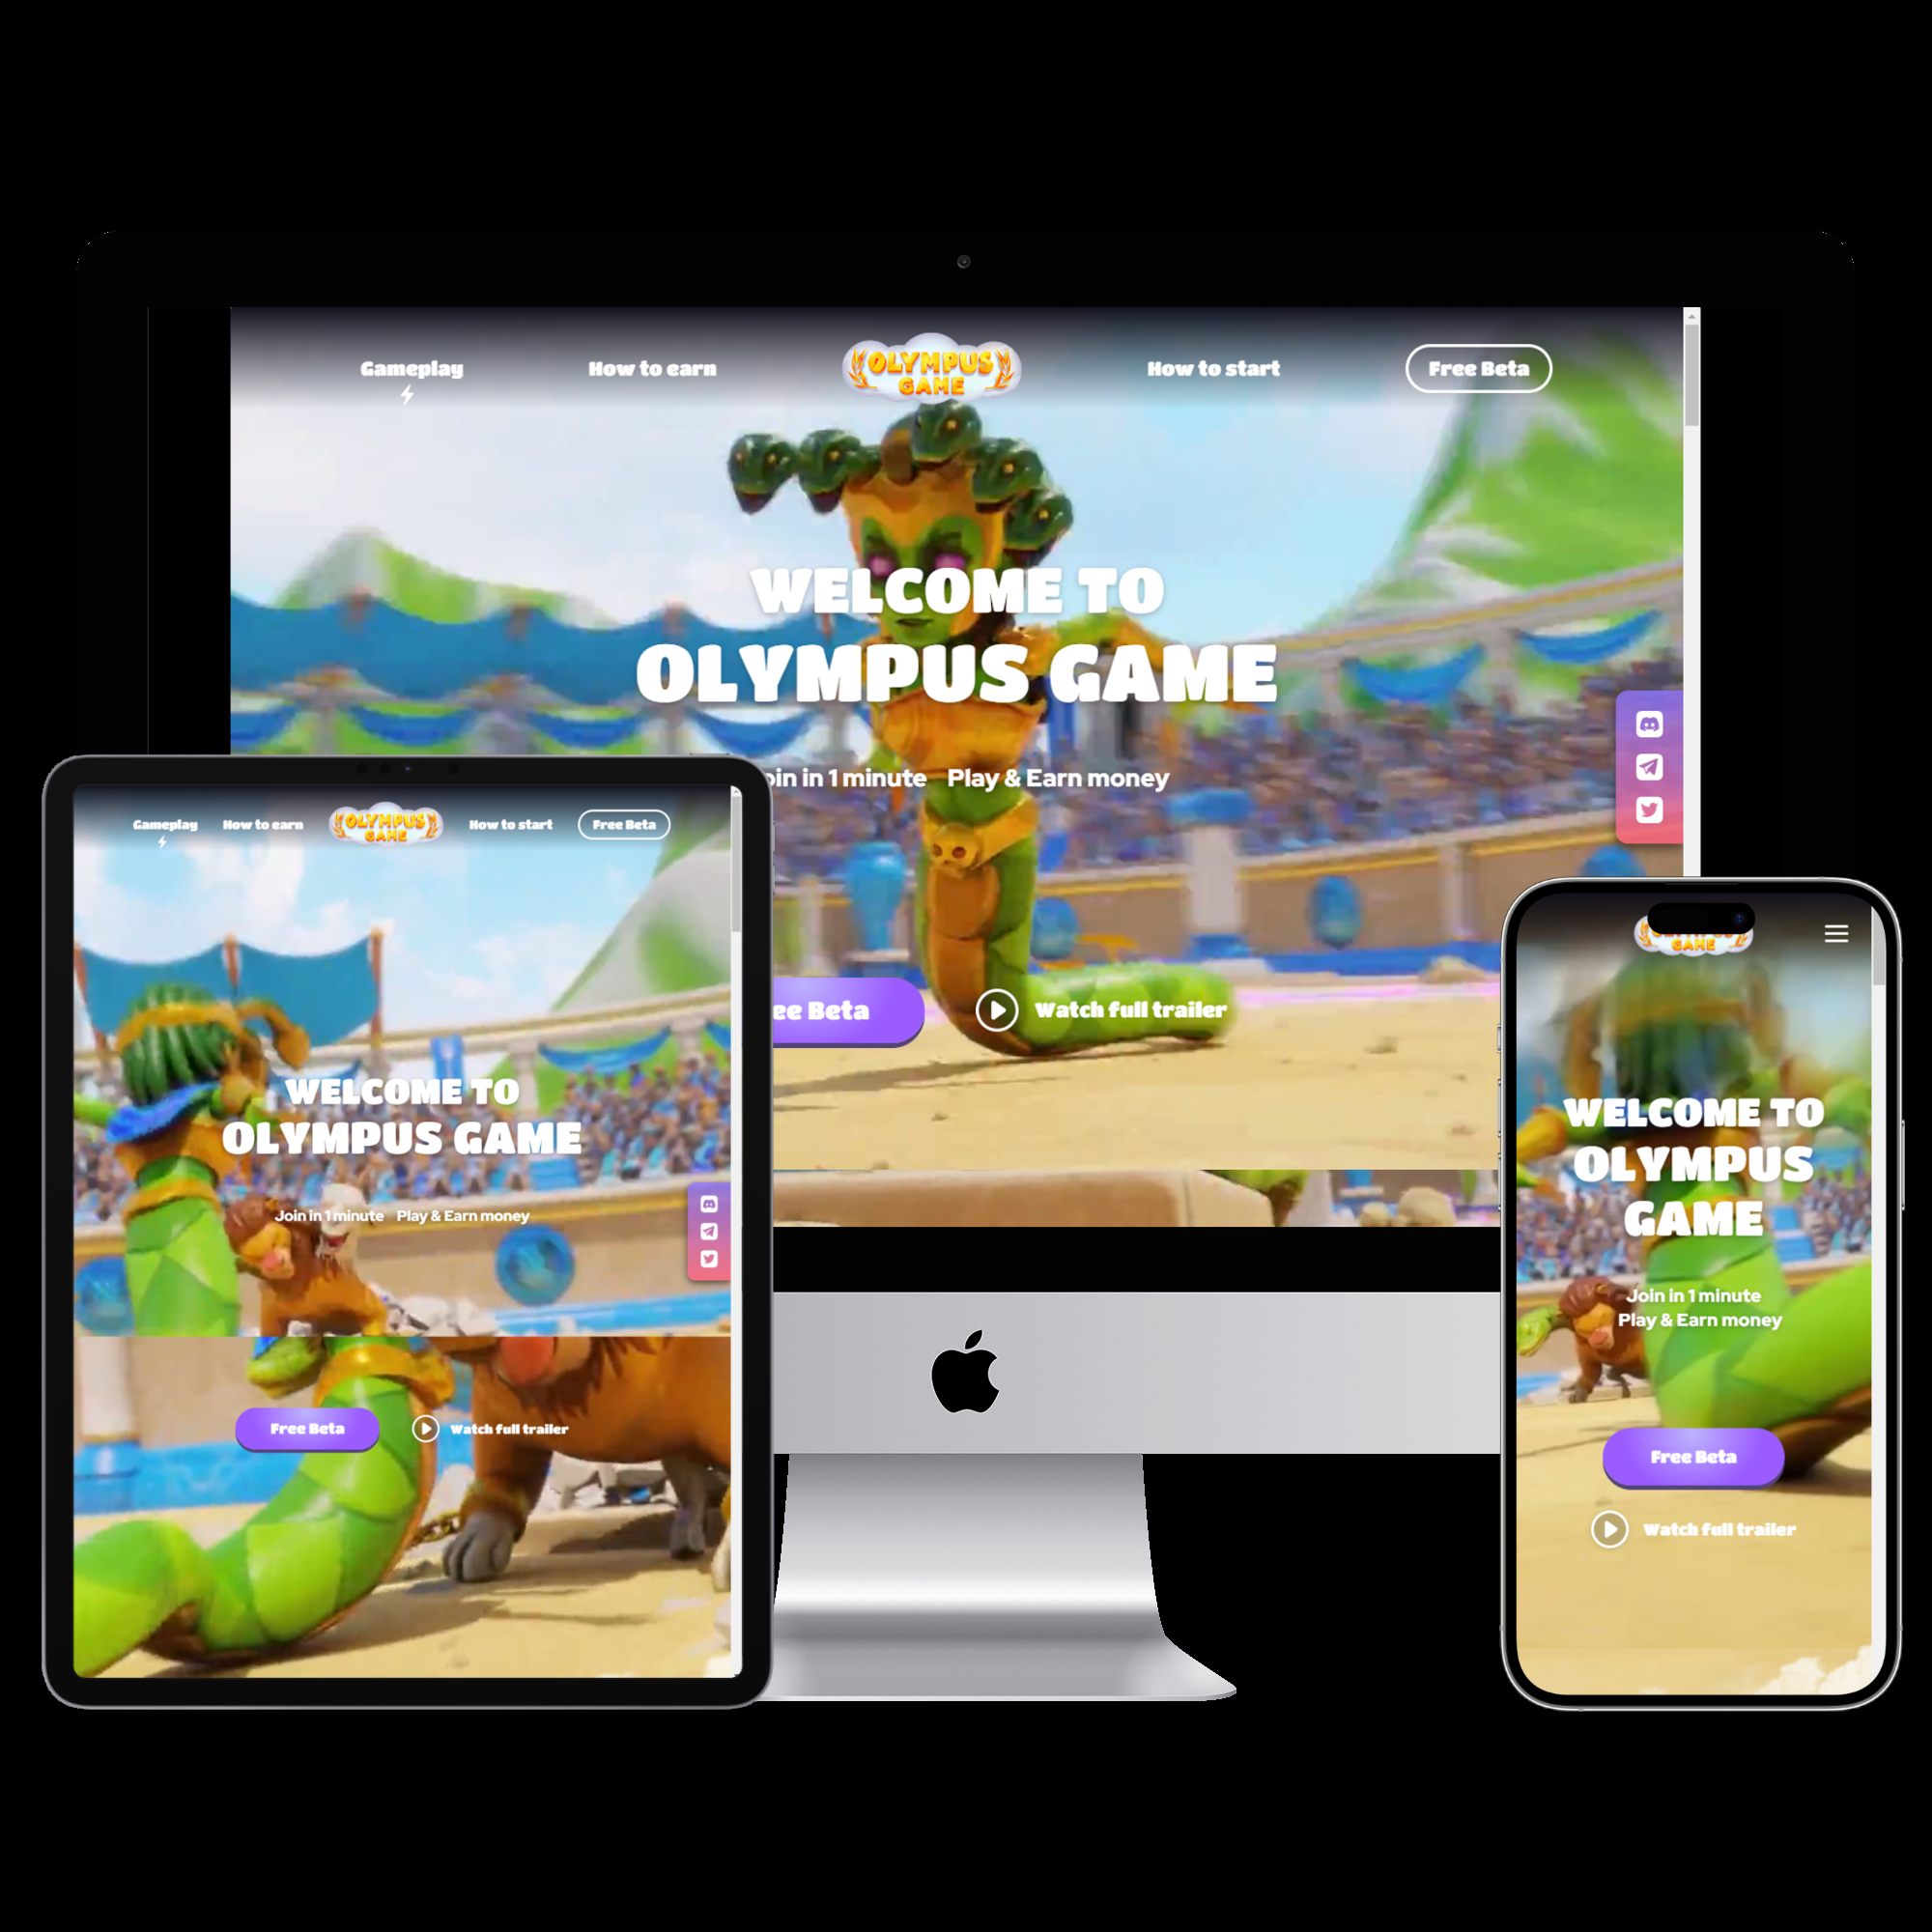 Gameplay
How to earn
OLYMPUS
GAME
How to start
Free Beta
WELCOME TO
OLYMPUS GAME
in in 1 minute Play & Earn money
ee Beta
Watch full trailer
Gameplay
How to earn
OLYMPUS
GAME
How to start
Free Beta
WELCOME TO
OLYMPUS GAME
Join in 1 minute Play & Earn money
Free Beta
Watch full trailer
GAME
WELCOME TO
OLYMPUS
GAME
Join in 1 minute
Play & Earn money
Free Beta
Watch full trailer